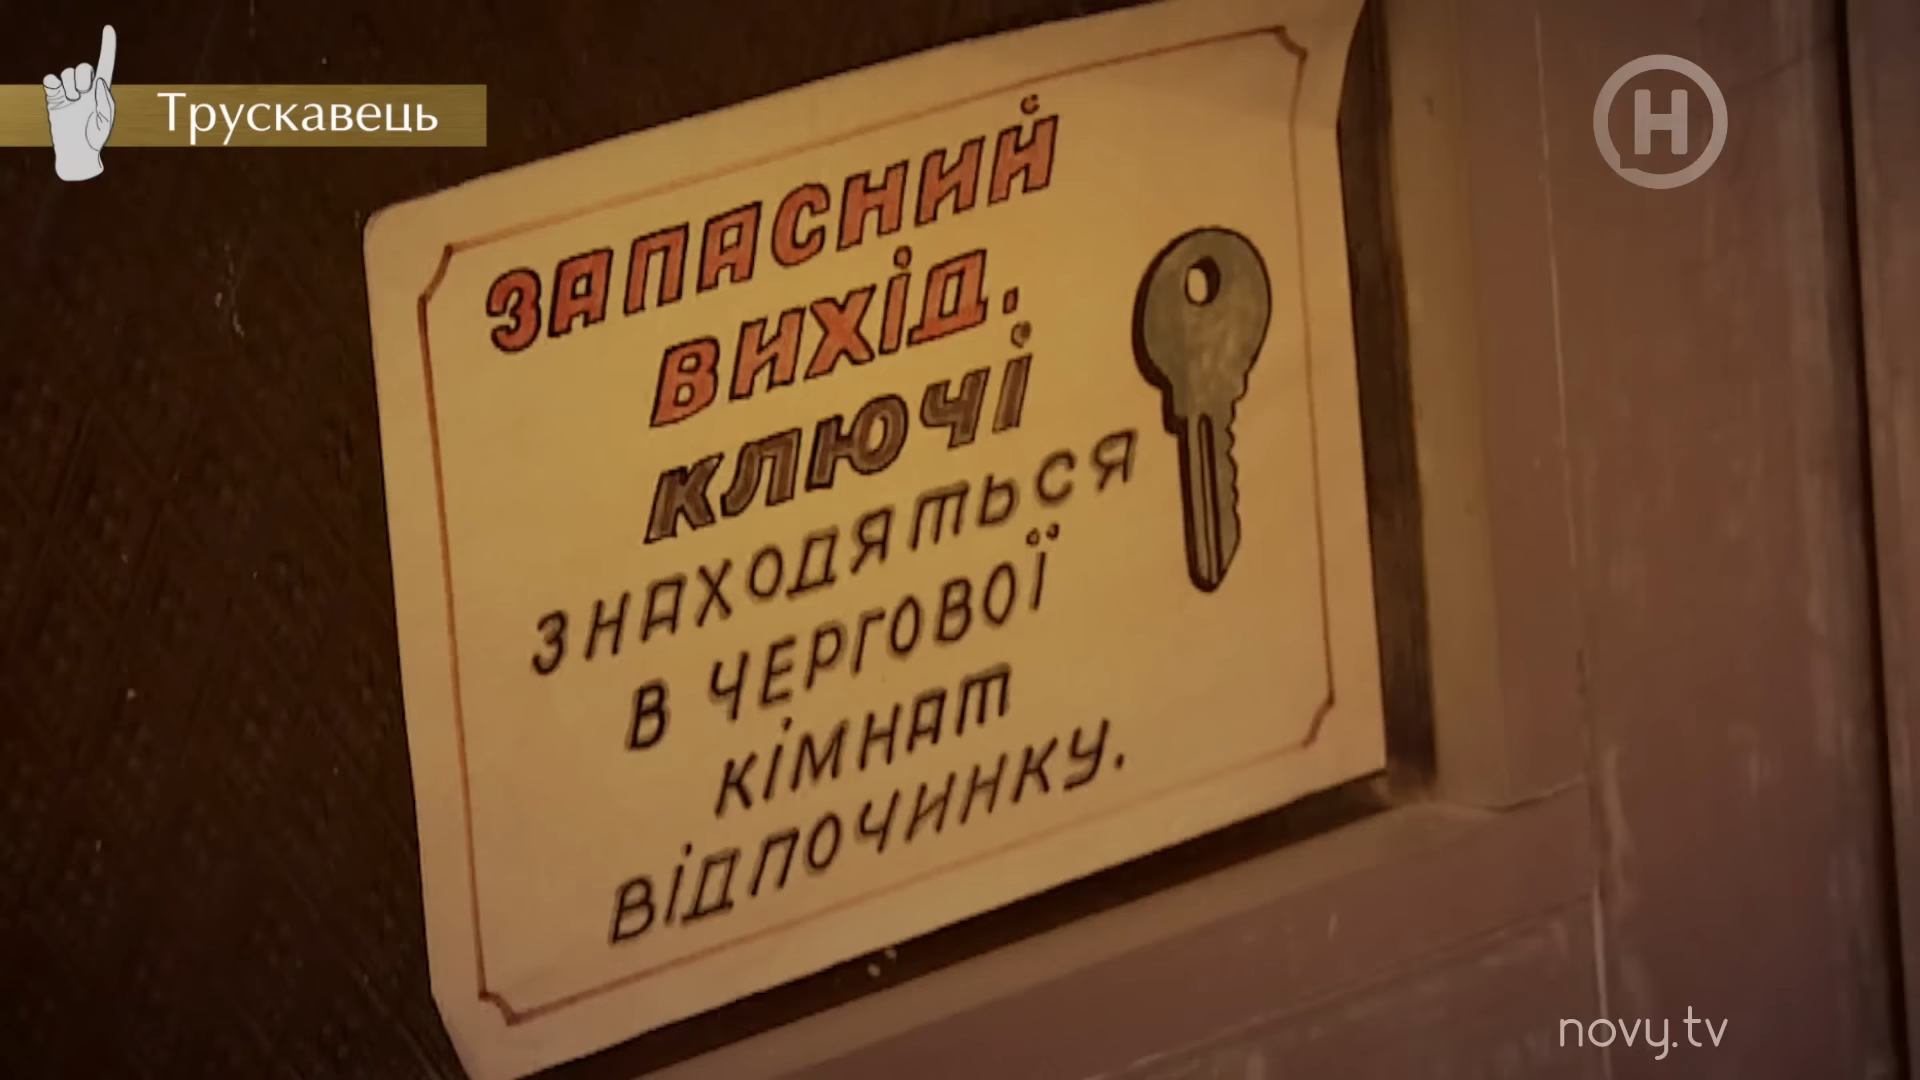 Трускавець
Н
ЗАПАСНИЙ
ВИХІД.
КЛЮЧІ
ЗНАХОДЯТЬСЯ
В ЧЕРГОВОЇ
КІМНАТ
ВІДПОЧИНКУ.
novy.tv